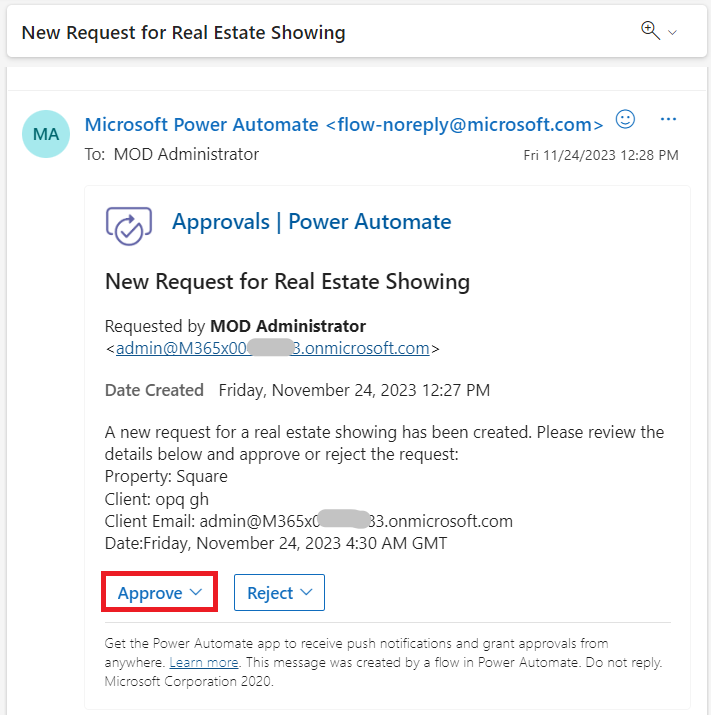 New Request for Real Estate Showing
MA
Microsoft Power Automate <flow-noreply@microsoft.com>
To: MOD Administrator
Fri 11/24/2023 12:28 PM
Approvals | Power Automate
New Request for Real Estate Showing
Requested by MOD Administrator
<admin@M365x00 3.onmicrosoft.com>
Date Created Friday, November 24, 2023 12:27 PM
A new request for a real estate showing has been created. Please review the
details below and approve or reject the request:
Property: Square
Client: opq gh
Client Email: admin@M365x0 33.onmicrosoft.com
Date:Friday, November 24, 2023 4:30 AM GMT
Approve Reject
Get the Power Automate app to receive push notifications and grant approvals from
anywhere. Learn more. This message was created by a flow in Power Automate. Do not reply.
Microsoft Corporation 2020.